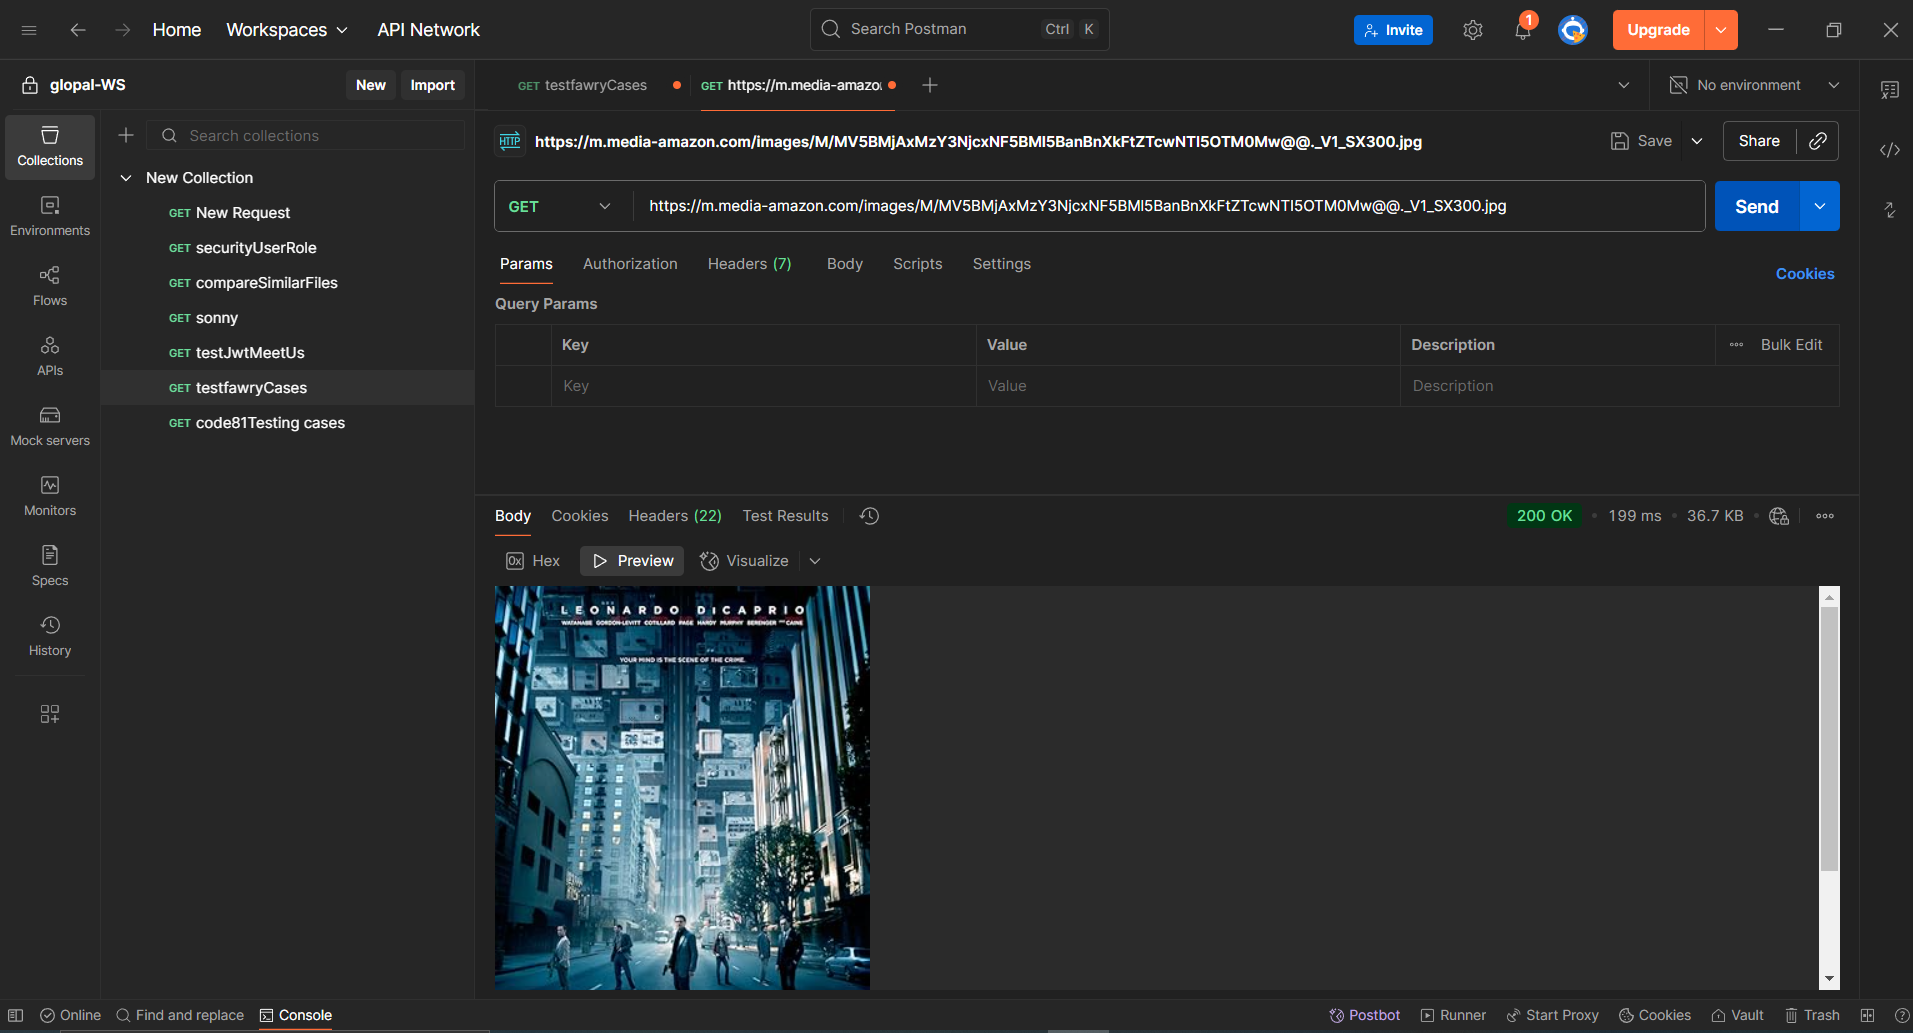 Home Workspaces API Network Search Postman Ctrl K Invite 1 Upgrade
glopal-WS New Import GET testfawryCases GET https://m.media-amazo No environment
Search collections
https://m.media-amazon.com/images/M/MV5BMjAxMzY3NjcxNF5BMl5BanBnXkFtZTcwNTI5OTM0Mw@@._V1_SX300.jpg Save Share
Collections
New Collection
GET New Request
GET https://m.media-amazon.com/images/M/MV5BMjAxMzY3NjcxNF5BMl5BanBnXkFtZTcwNTI5OTM0Mw@@._V1_SX300.jpg Send
Environments
GET securityUserRole
Params Authorization Headers (7) Body Scripts Settings Cookies
GET compareSimilarFiles
Flows
Query Params
GET sonny
Key Value Description Bulk Edit
GET testJwtMeetUs
APIs
Key Value Description
GET testfawryCases
GET code81Testing cases
Mock servers
Monitors
Body Cookies Headers (22) Test Results 200 OK 199 ms 36.7 KB
0x Hex Preview Visualize
Specs
LEONARDO DiCAPRIO
WATANABE GORDON-LEVITT COTILLARD PAGE HARDY MURPHY BERENGER AND CAINE
History
YOUR MIND IS THE SCENE OF THE CRIME.
Online Find and replace Console Postbot Runner Start Proxy Cookies Vault Trash